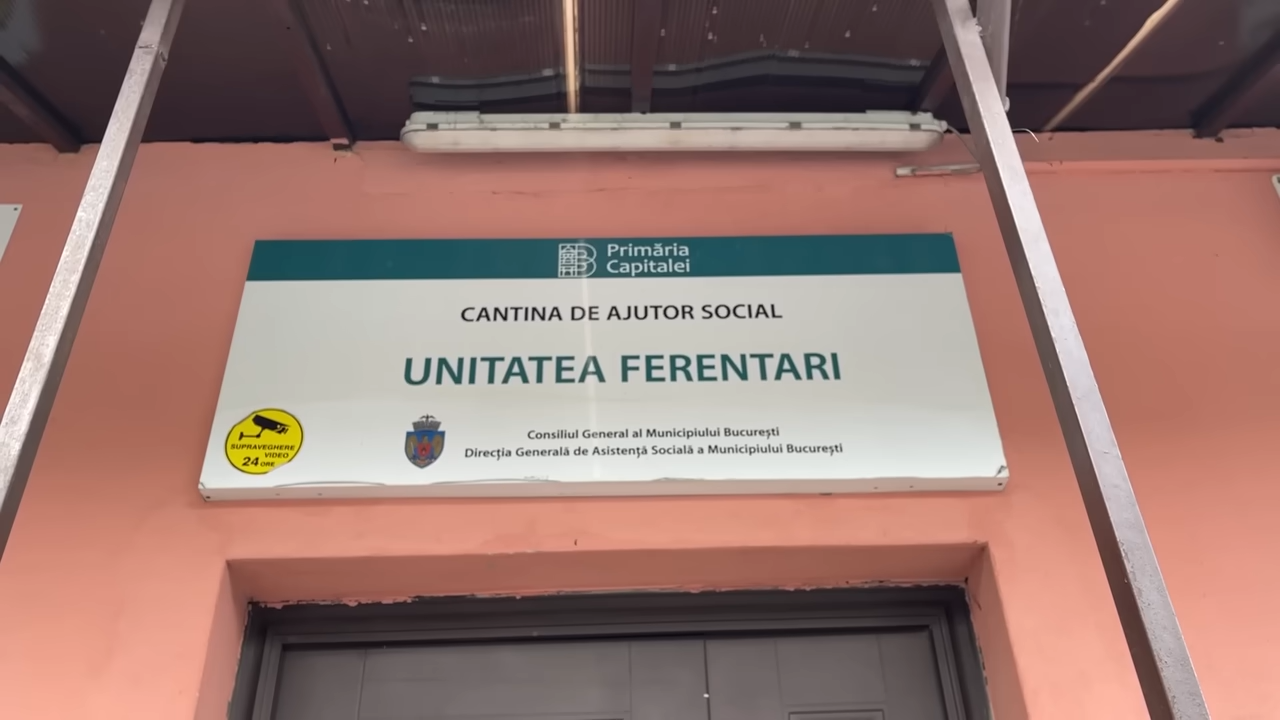 Primăria
Capitalei
CANTINA DE AJUTOR SOCIAL
UNITATEA FERENTARI
Consiliul General al Municipiului București
Direcția Generală de Asistență Socială a Municipiului București
SUPRAVEGHERE
VIDEO
24 ORE